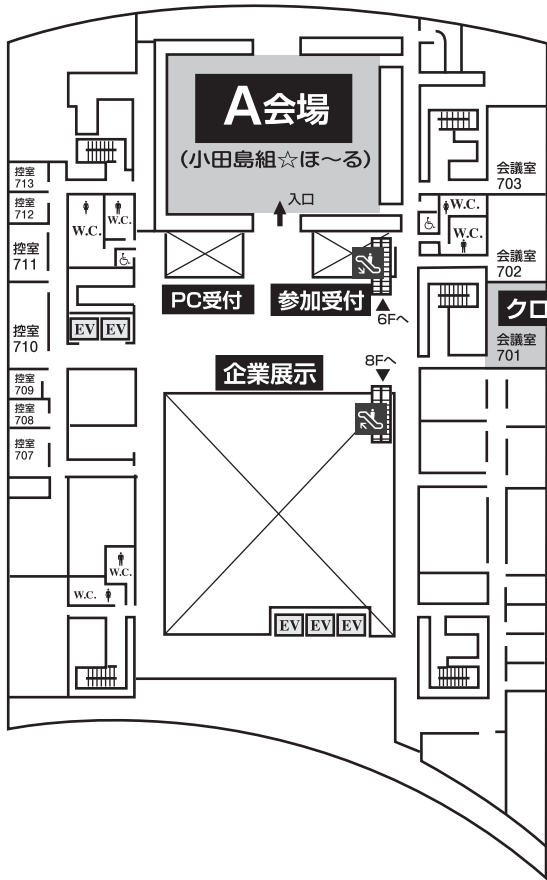 A会場
(小田島組☆ほ～る)
入口
控室
713
控室
712
控室
711
控室
710
控室
709
控室
708
控室
707
W.C.
W.C.
EV
EV
会議室
703
W.C.
W.C.
会議室
702
クロ
会議室
701
PC受付
参加受付
6Fへ
企業展示
8Fへ
W.C.
W.C.
EV
EV
EV